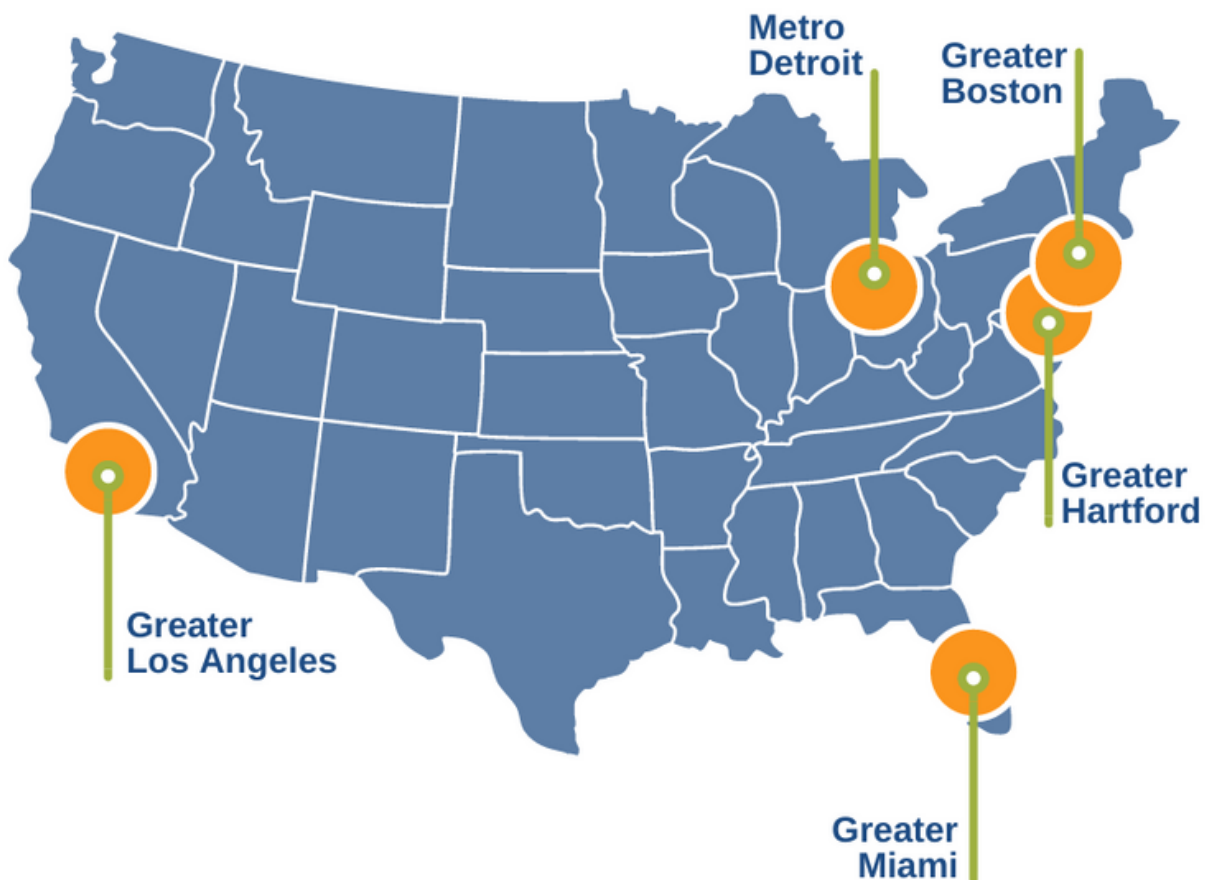 Metro
Detroit
Greater
Boston
Greater
Hartford
Greater
Los Angeles
Greater
Miami